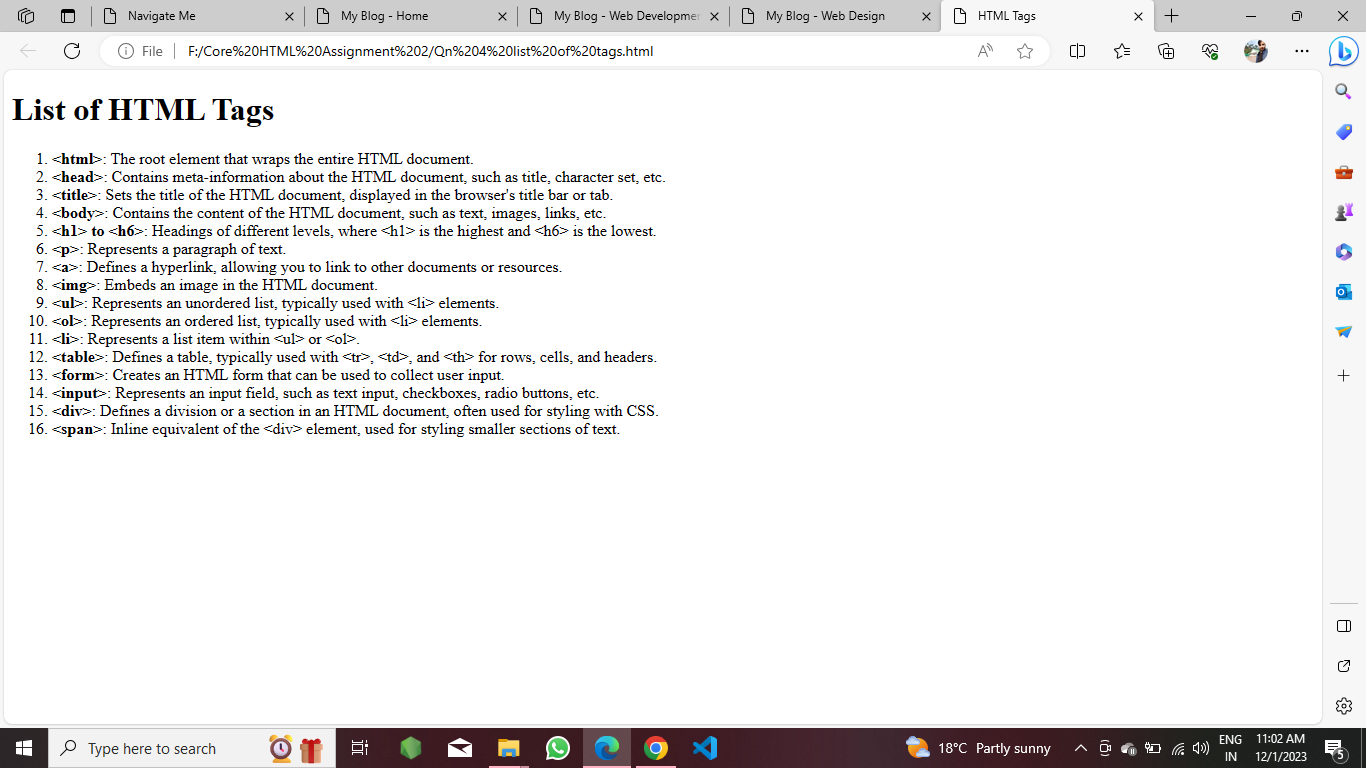 Navigate Me
My Blog - Home
My Blog - Web Developme
My Blog - Web Design
HTML Tags
File
F:/Core%20HTML%20Assignment%202/Qn%204%20list%20of%20tags.html
List of HTML Tags
1. <html>: The root element that wraps the entire HTML document.
2. <head>: Contains meta-information about the HTML document, such as title, character set, etc.
3. <title>: Sets the title of the HTML document, displayed in the browser's title bar or tab.
4. <body>: Contains the content of the HTML document, such as text, images, links, etc.
5. <h1> to <h6>: Headings of different levels, where <h1> is the highest and <h6> is the lowest.
6. <p>: Represents a paragraph of text.
7. <a>: Defines a hyperlink, allowing you to link to other documents or resources.
8. <img>: Embeds an image in the HTML document.
9. <ul>: Represents an unordered list, typically used with <li> elements.
10. <ol>: Represents an ordered list, typically used with <li> elements.
11. <li>: Represents a list item within <ul> or <ol>.
12. <table>: Defines a table, typically used with <tr>, <td>, and <th> for rows, cells, and headers.
13. <form>: Creates an HTML form that can be used to collect user input.
14. <input>: Represents an input field, such as text input, checkboxes, radio buttons, etc.
15. <div>: Defines a division or a section in an HTML document, often used for styling with CSS.
16. <span>: Inline equivalent of the <div> element, used for styling smaller sections of text.
Type here to search
18°C Partly sunny
ENG
IN
11:02 AM
12/1/2023
5